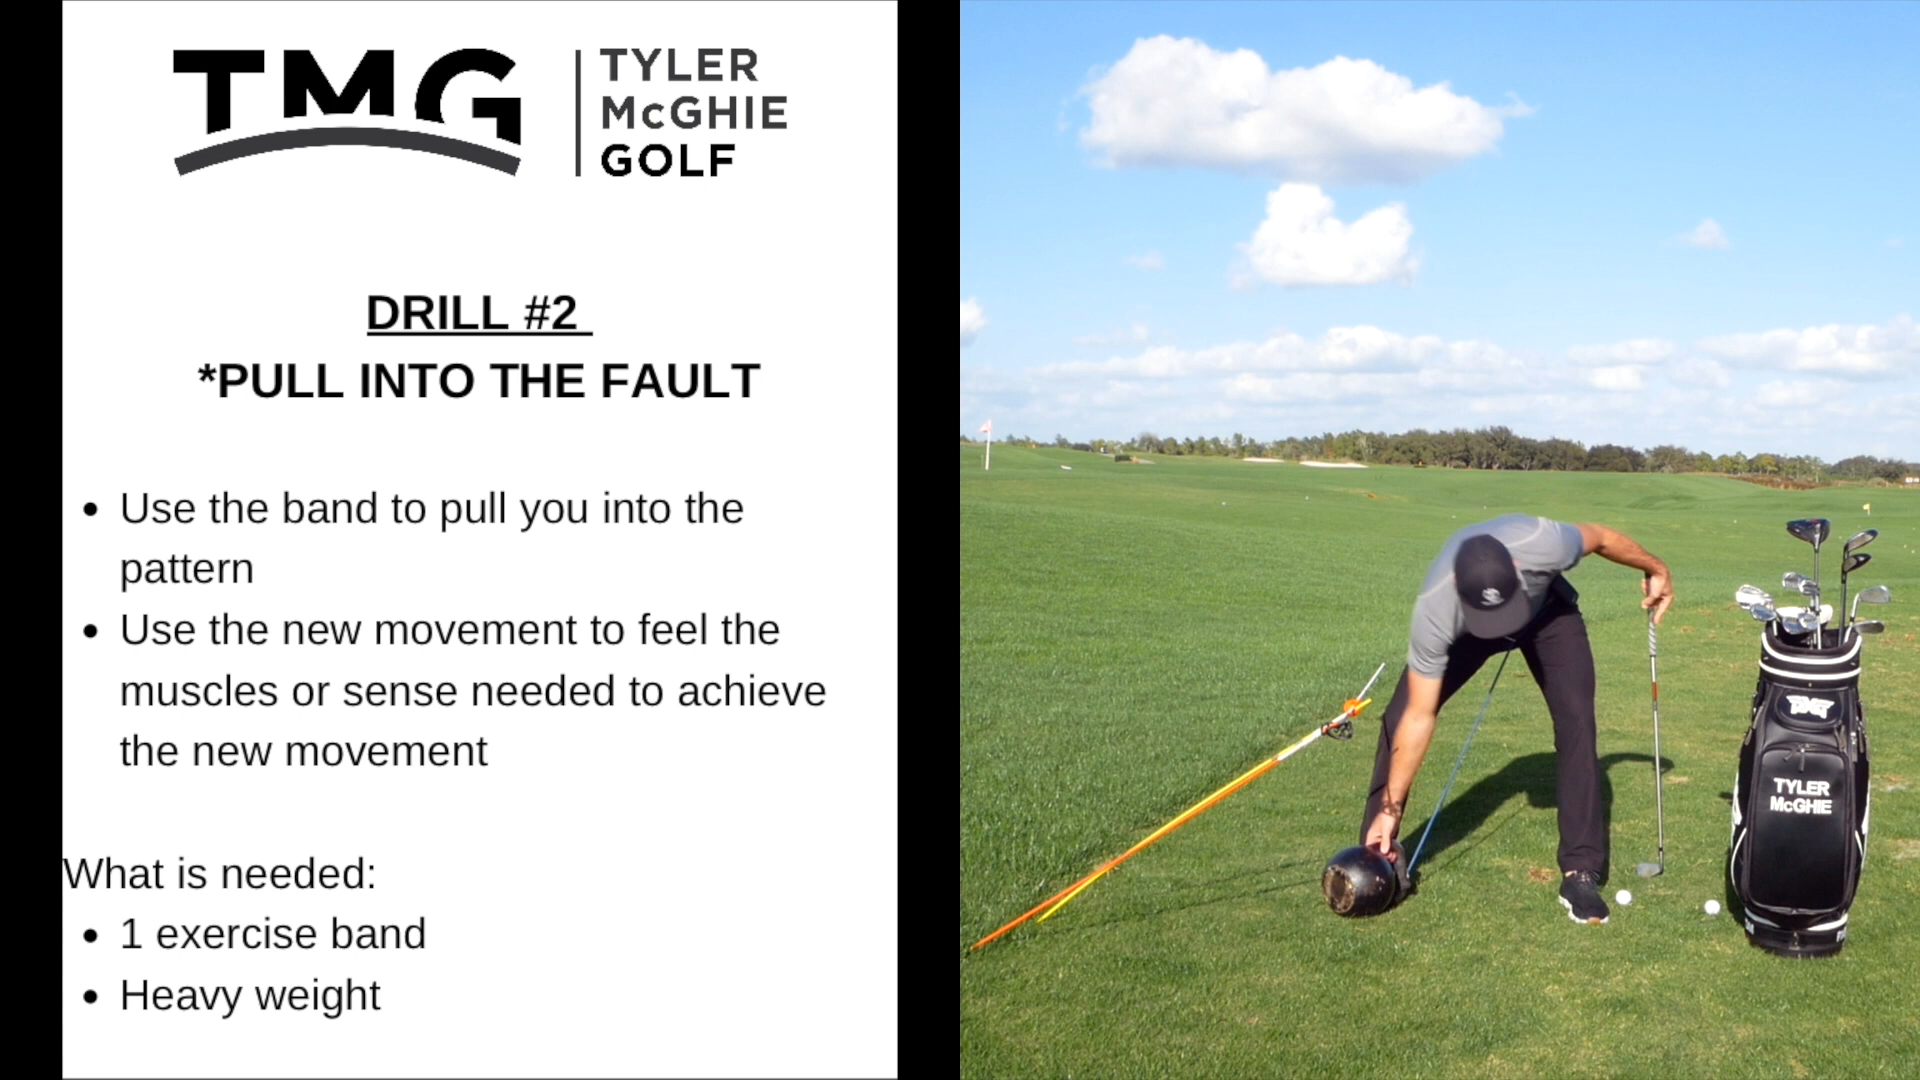 TMG
TYLER
McGHIE
GOLF
DRILL #2
*PULL INTO THE FAULT
• Use the band to pull you into the
pattern
• Use the new movement to feel the
muscles or sense needed to achieve
the new movement
What is needed:
• 1 exercise band
• Heavy weight
TMG
TYLER
McGHIE